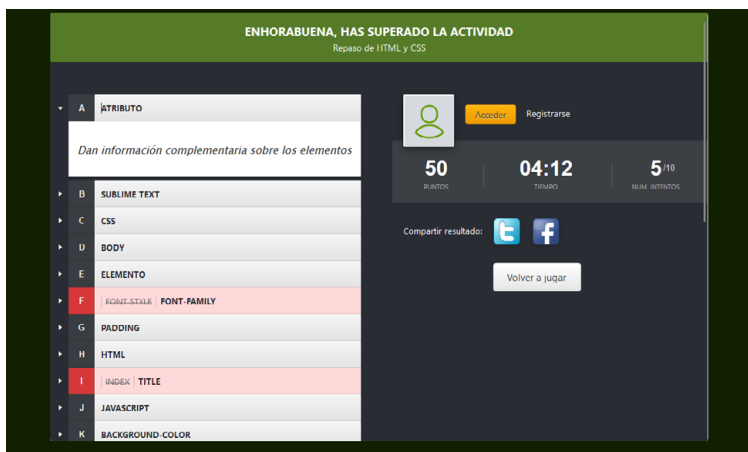 ENHORABUENA, HAS SUPERADO LA ACTIVIDAD
Repaso de HTML y CSS
A ATRIBUTO
Dan información complementaria sobre los elementos
B SUBLIME TEXT
C CSS
D BODY
E ELEMENTO
F FONT-STYLE FONT-FAMILY
G PADDING
H HTML
I INDEX TITLE
J JAVASCRIPT
K BACKGROUND-COLOR
Acceder Registrarse
50 04:12 5/10
PUNTOS TIEMPO NUM. INTENTOS
Compartir resultado:
Volver a jugar